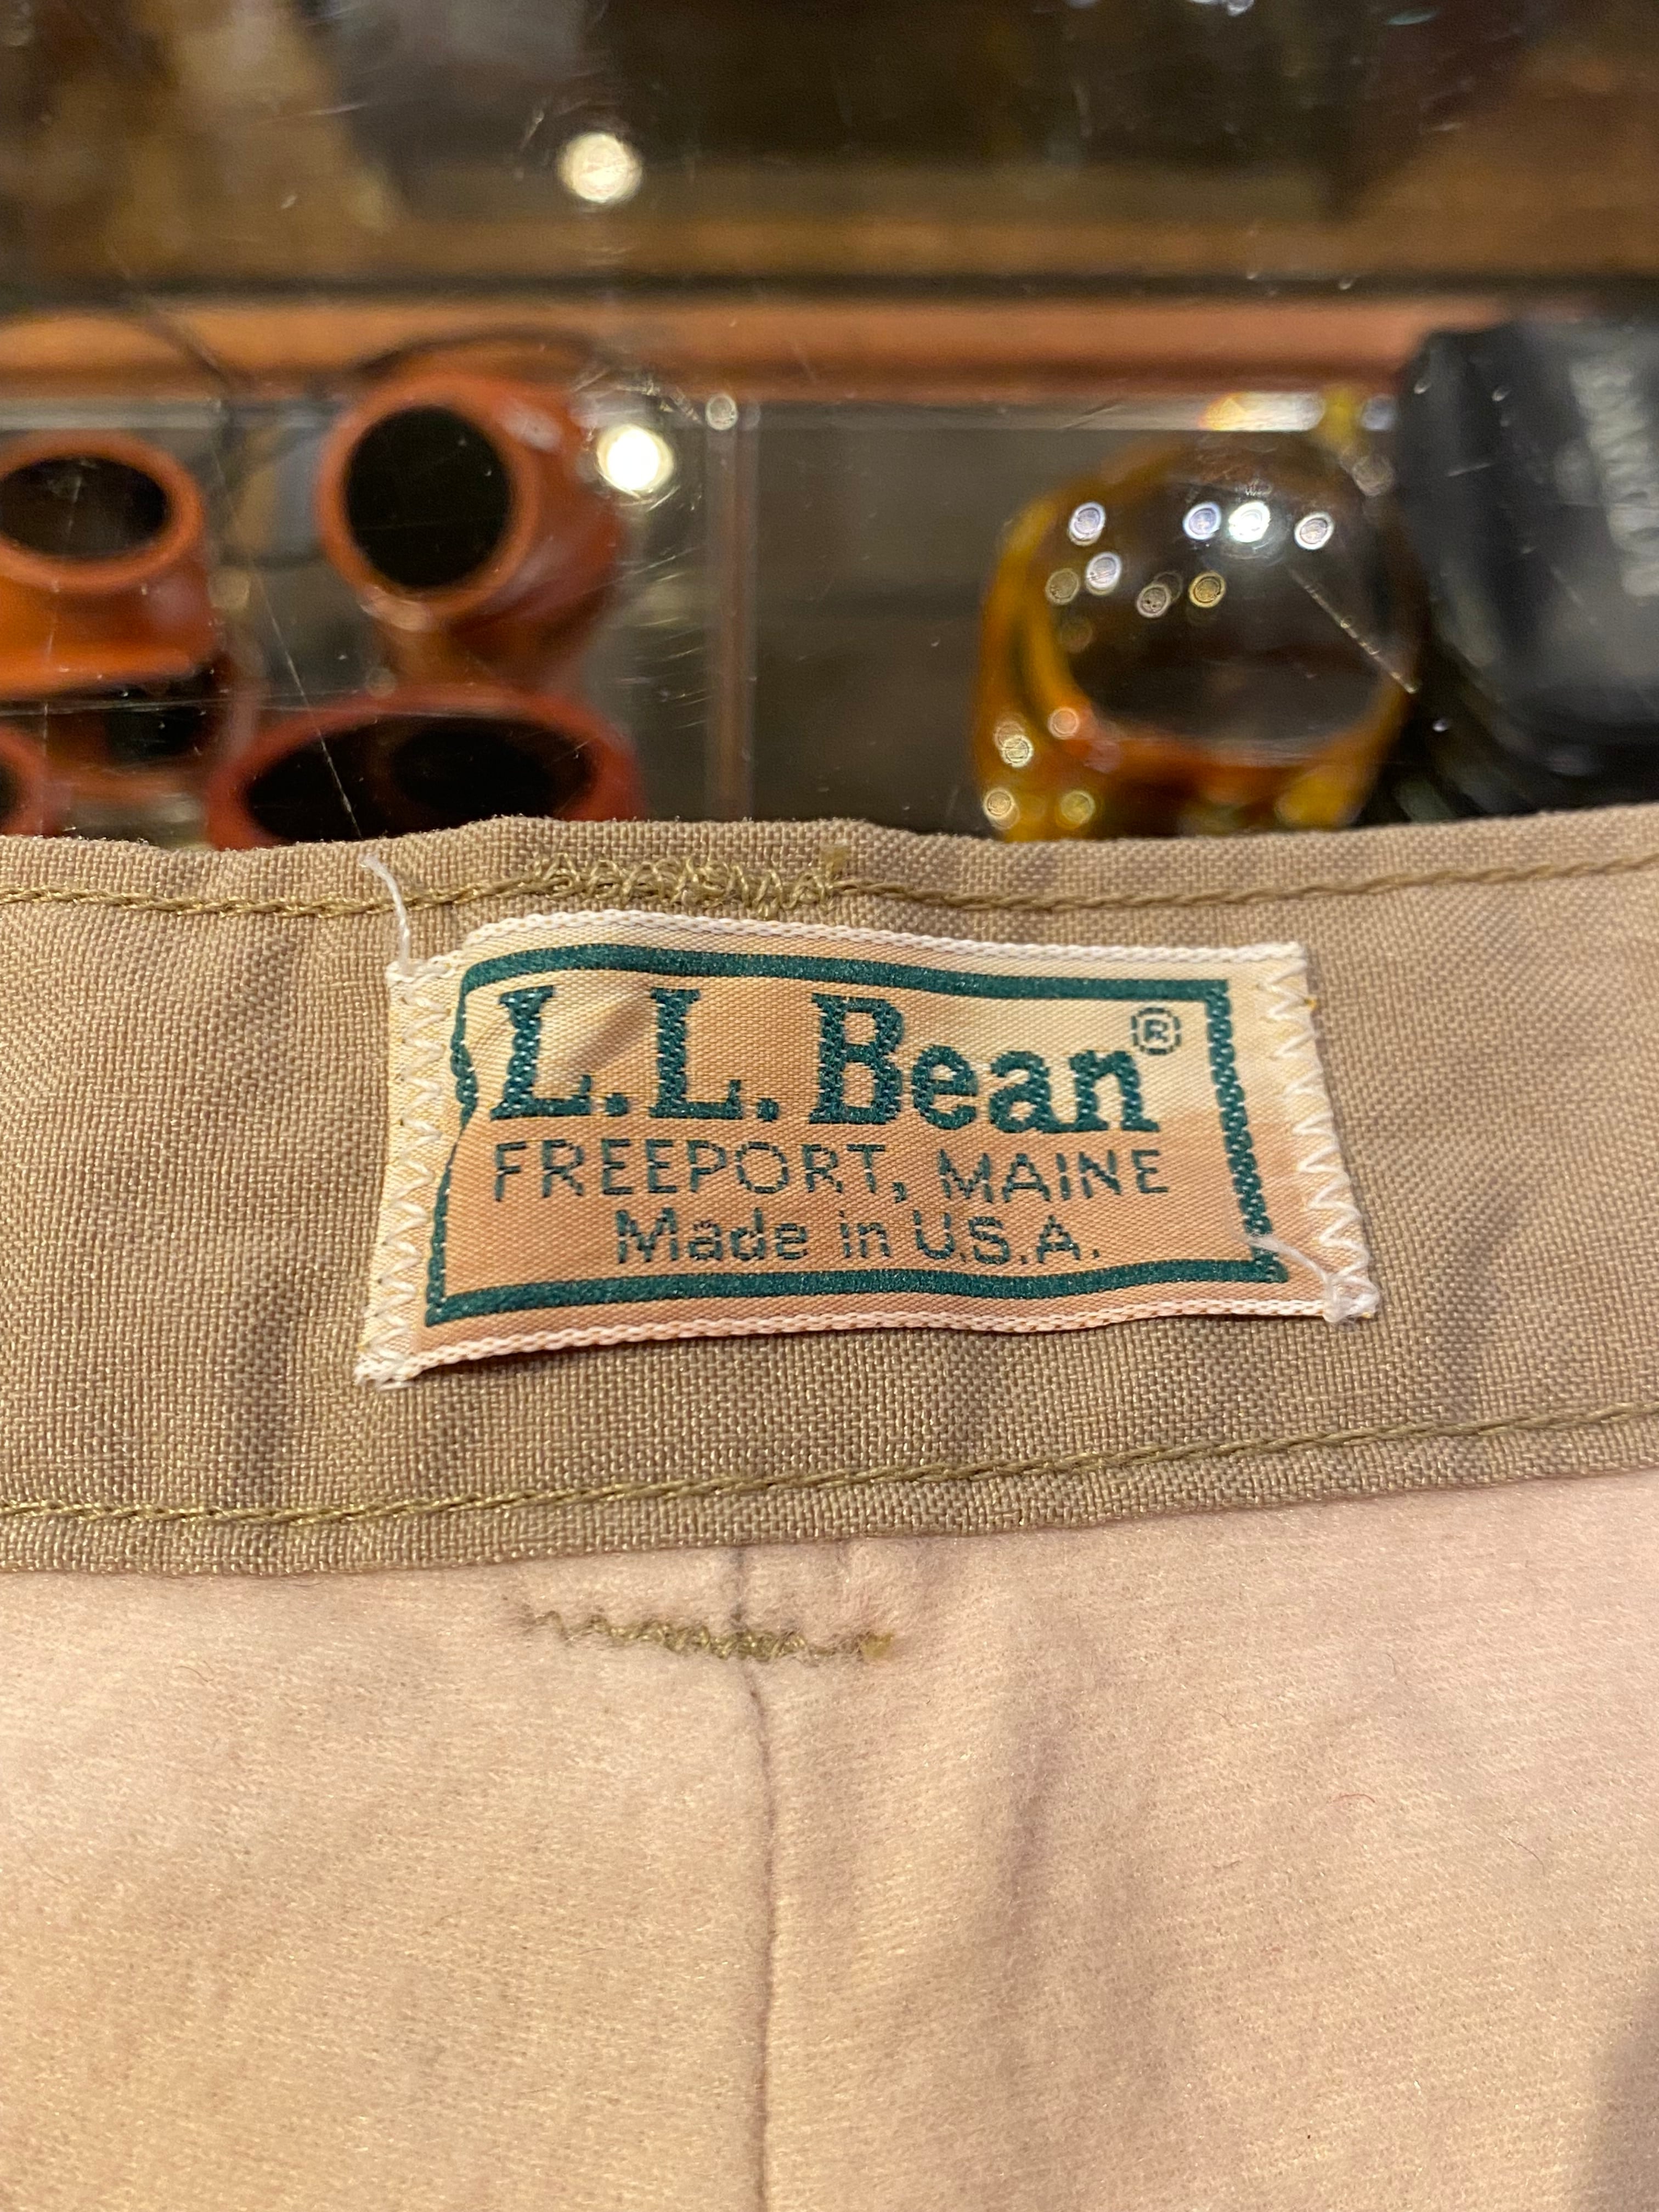 L.L. Bean®
FREEPORT, MAINE
Made in U.S.A.